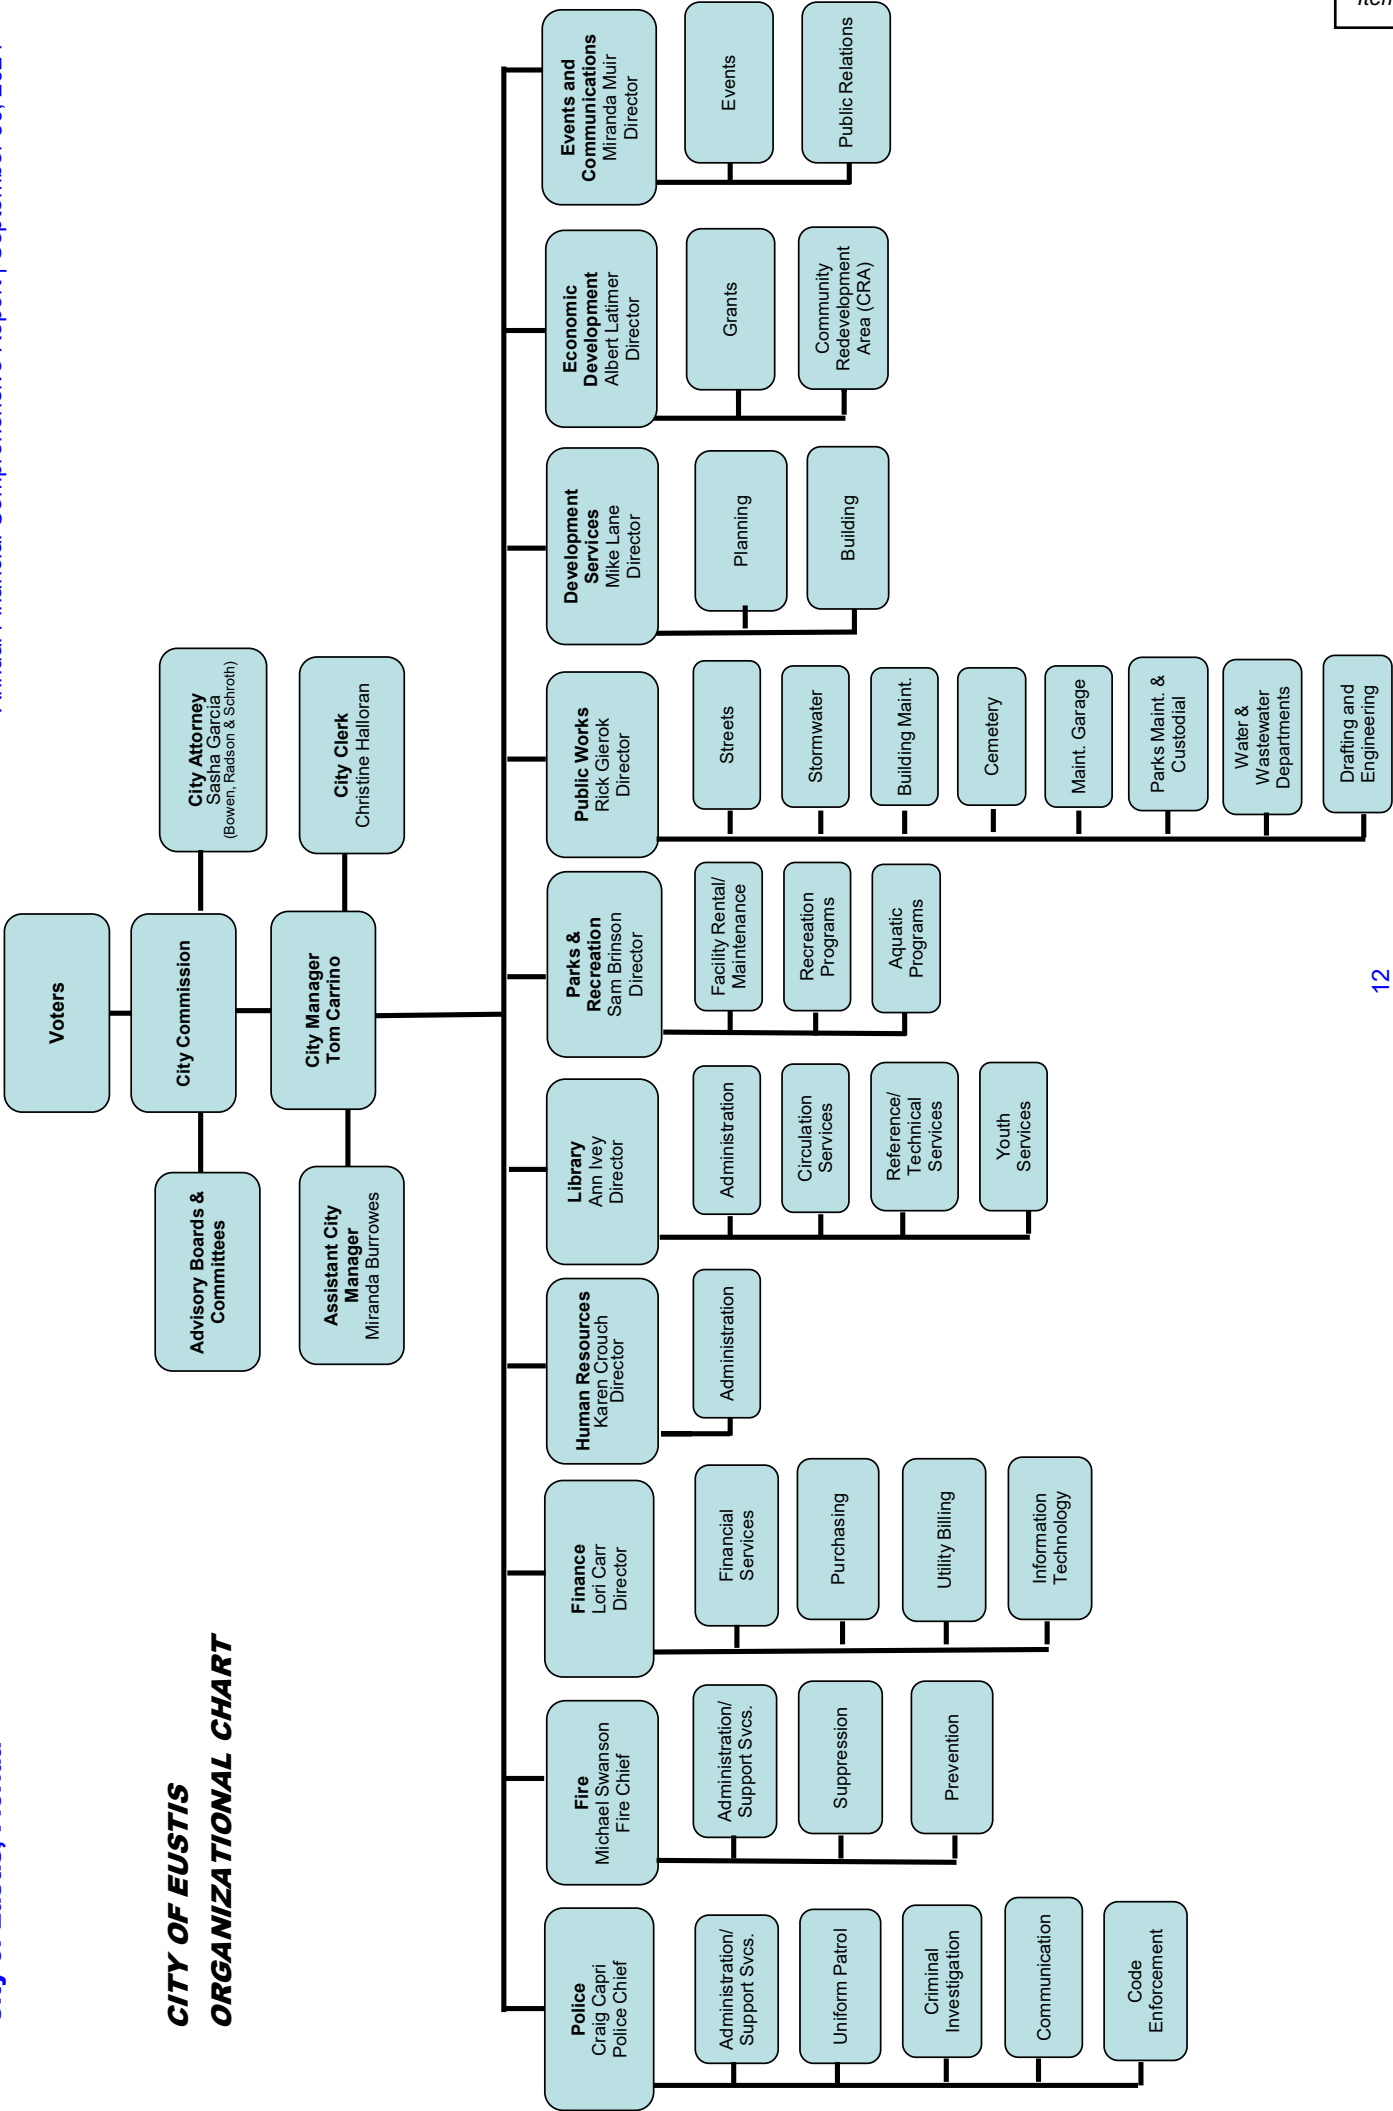 CITY OF EUSTIS
ORGANIZATIONAL CHART
Voters
City Commission
Advisory Boards &
Committees
City Attorney
Sasha Garcia
(Bowen, Radson & Schroth)
City Manager
Tom Carrino
Assistant City
Manager
Miranda Burrowes
City Clerk
Christine Halloran
Police
Craig Capri
Police Chief
Administration/
Support Svcs.
Uniform Patrol
Criminal
Investigation
Communication
Code
Enforcement
Fire
Michael Swanson
Fire Chief
Administration/
Support Svcs.
Suppression
Prevention
Finance
Lori Carr
Director
Financial
Services
Purchasing
Utility Billing
Information
Technology
Human Resources
Karen Crouch
Director
Administration
Library
Ann Ivey
Director
Administration
Circulation
Services
Reference/
Technical
Services
Youth
Services
Parks &
Recreation
Sam Brinson
Director
Facility Rental/
Maintenance
Recreation
Programs
Aquatic
Programs
Public Works
Rick Gierok
Director
Streets
Stormwater
Building Maint.
Cemetery
Maint. Garage
Parks Maint. &
Custodial
Water &
Wastewater
Departments
Drafting and
Engineering
Development
Services
Mike Lane
Director
Planning
Building
Economic
Development
Albert Latimer
Director
Grants
Community
Redevelopment
Area (CRA)
Events and
Communications
Miranda Muir
Director
Events
Public Relations
12